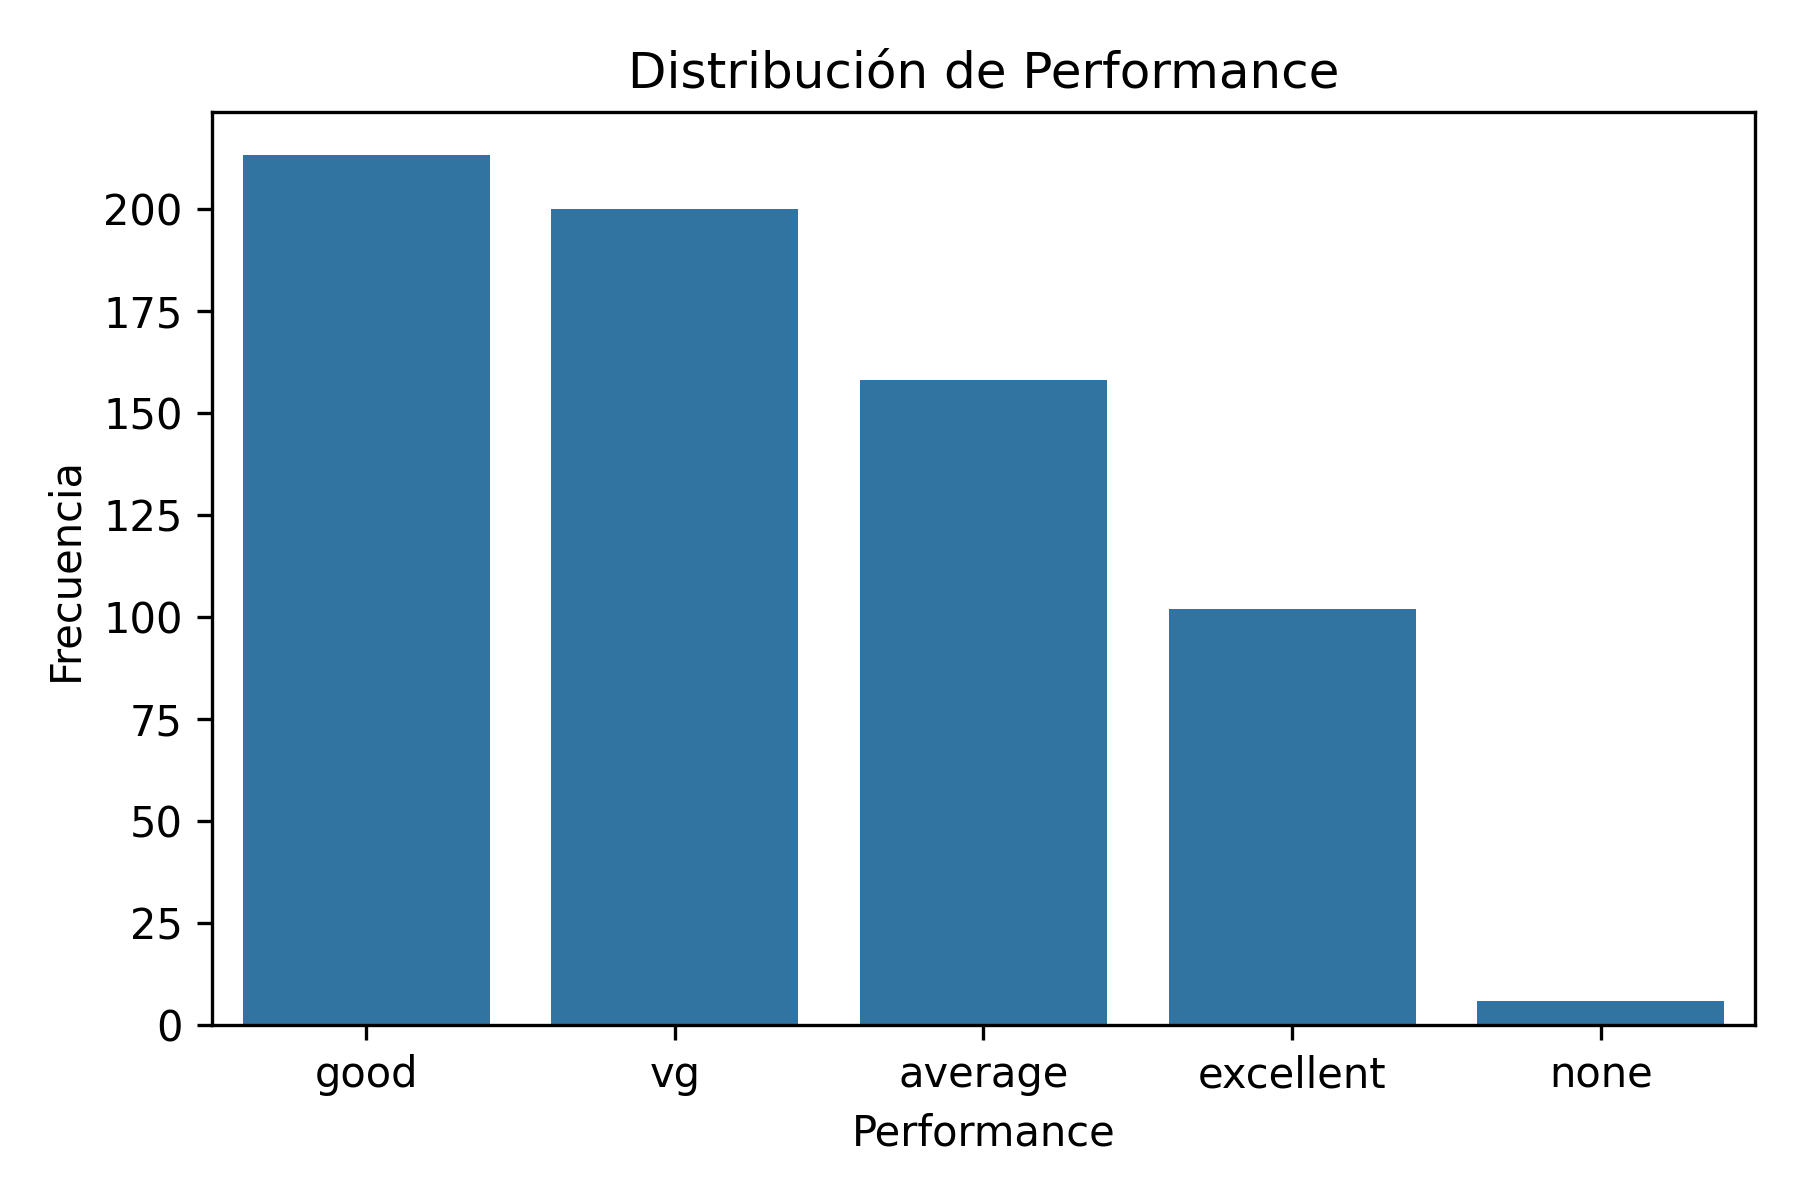 Distribución de Performance
Frecuencia
200
175
150
125
100
75
50
25
0
good vg average excellent none
Performance